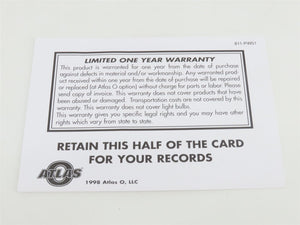 011-PW01
LIMITED ONE YEAR WARRANTY
This product is warranted for one year from the date of purchase
against defects in material and/or workmanship. Any warranted prod
received within one year of the date of purchase will be repaired or
replaced (at Atlas O option) without charge for parts or labor. Please
send copy of invoice. This warranty does not cover products that have
been abused or damaged. Transportation costs are not covered by this
warranty. This warranty does not cover light bulbs.
This warranty gives you specific legal rights and you may have other
rights which vary from state to state.
RETAIN THIS HALF OF THE CARD
FOR YOUR RECORDS
ATLAS
1998 Atlas O, LLC